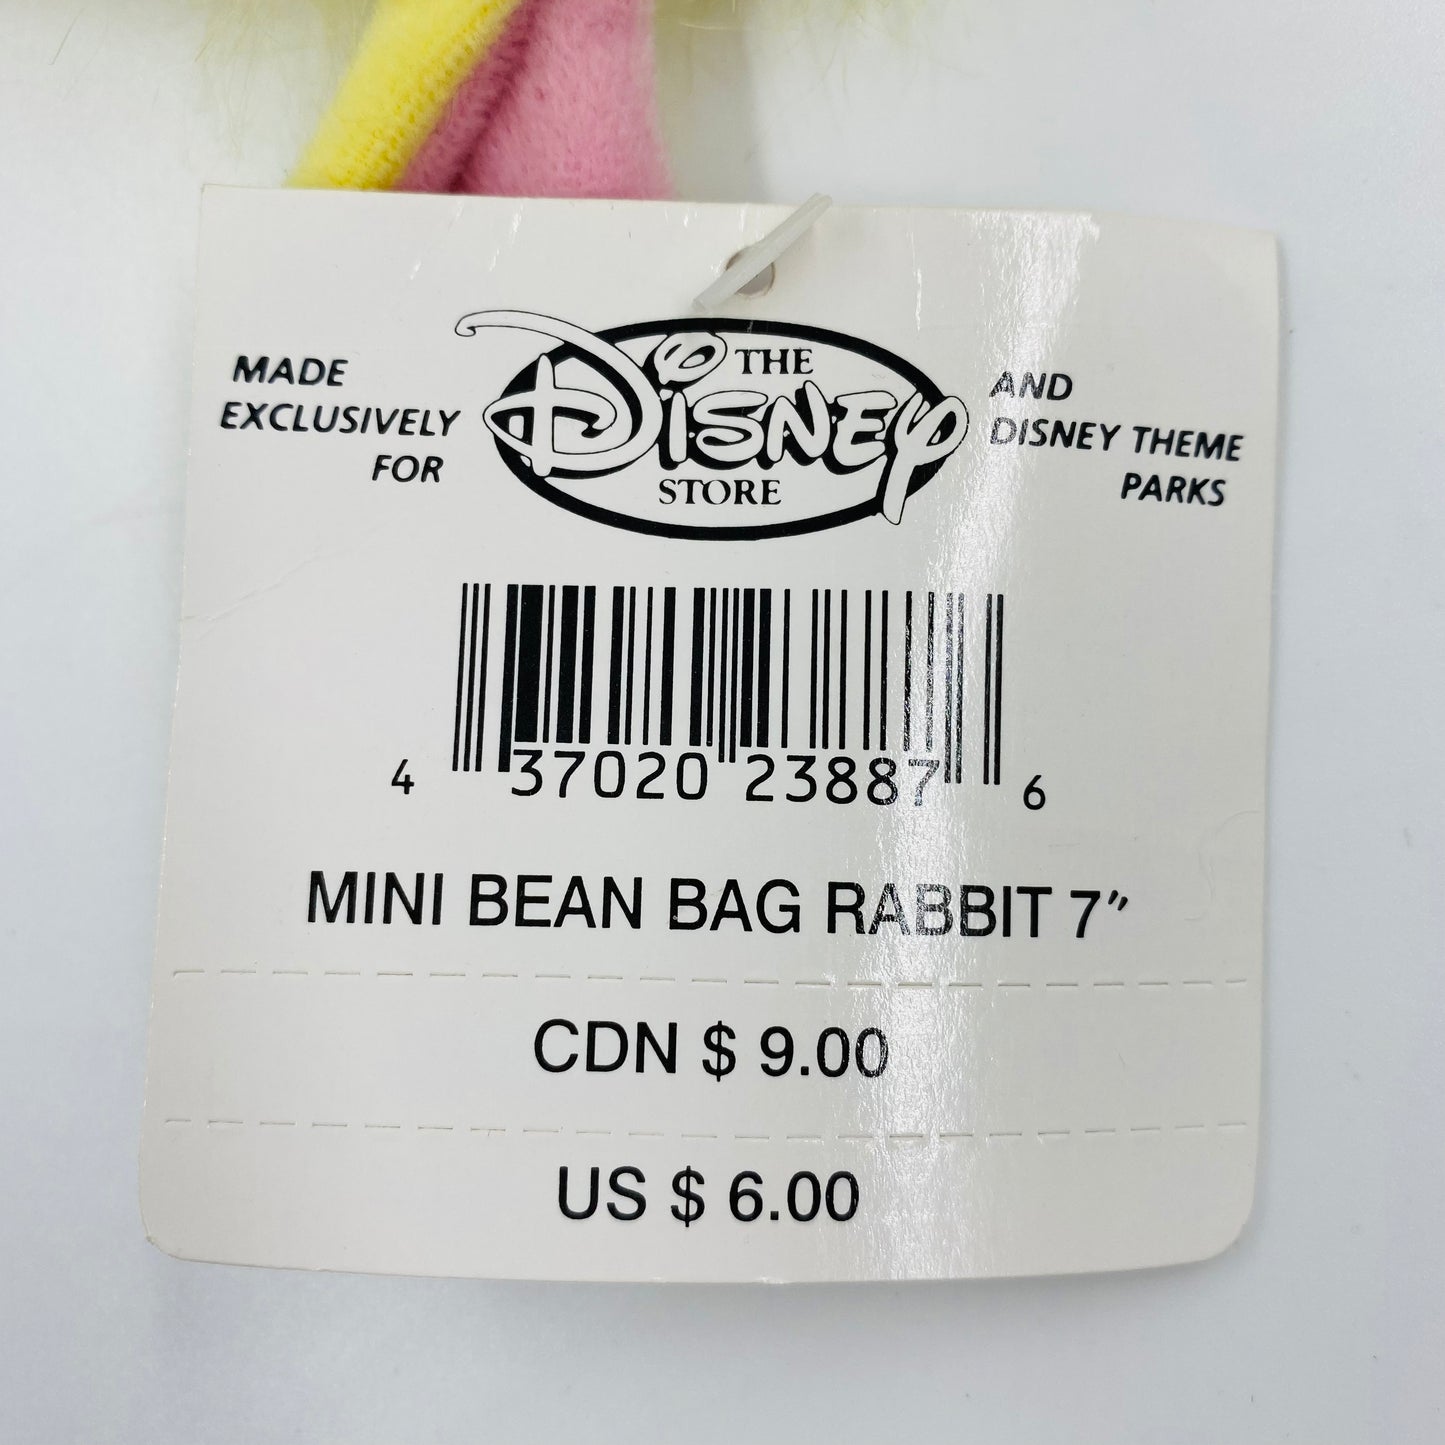 MADE
EXCLUSIVELY
FOR
THE
DISNEY
STORE
AND
DISNEY THEME
PARKS
4 37020 23887 6
MINI BEAN BAG RABBIT 7"
CDN $ 9.00
US $ 6.00